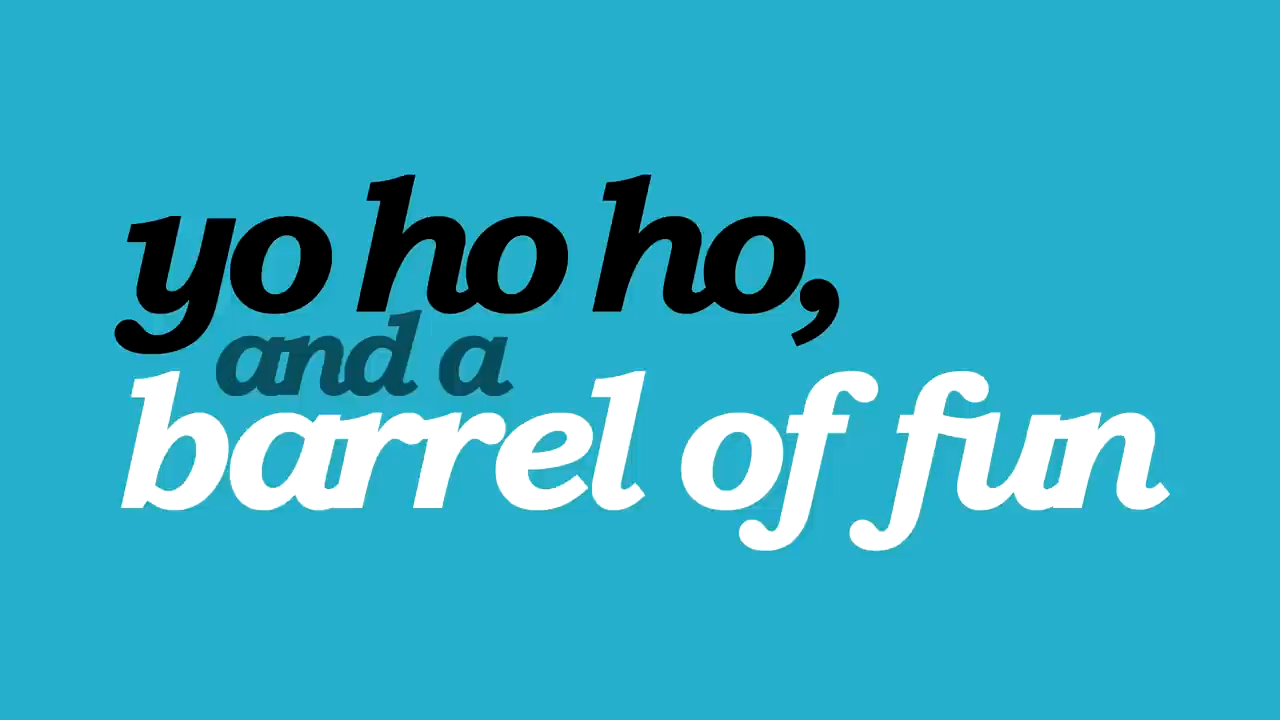 yo ho ho,
and a
barrel of fun